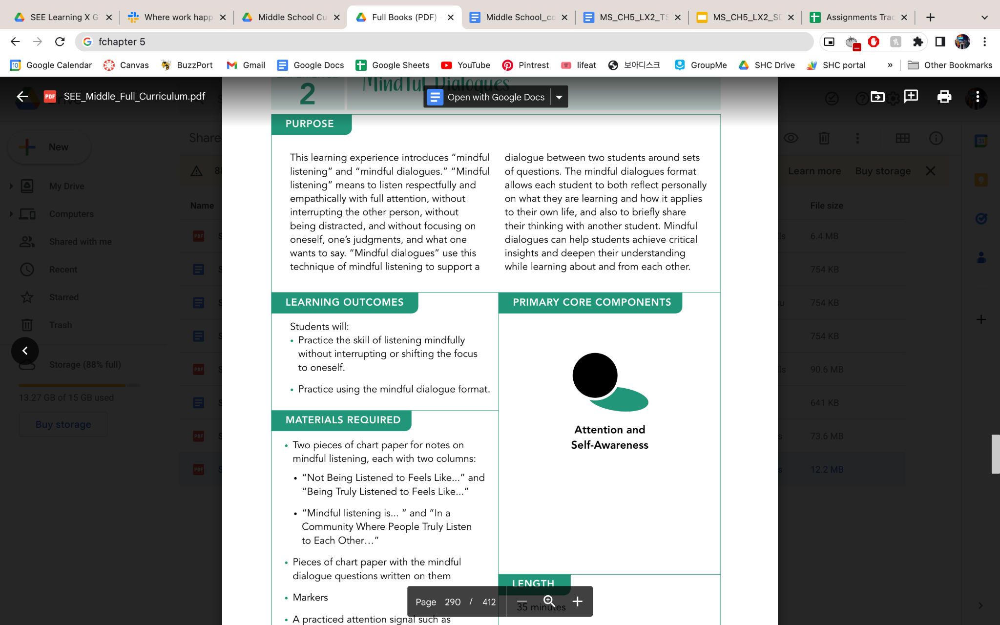 SEE Learning X G
Where work happ
Middle School Cu
Full Books (PDF) -
Middle School_co
MS_CH5_LX2_TS
MS_CH5_LX2_SD
Assignments Trac
fchapter 5
Google Calendar
Canvas
BuzzPort
Gmail
Google Docs
Google Sheets
YouTube
Pintrest
lifeat
보아디스크
GroupMe
SHC Drive
SHC portal
»
Other Bookmarks
PDF SEE_Middle_Full_Curriculum.pdf
Open with Google Docs
2
Mindful Dialogues
New
My Drive
Computers
Shared with me
Recent
Starred
Trash
Storage (88% full)
13.27 GB of 15 GB used
Buy storage
Share
Name
Learn more
Buy storage
File size
6.4 MB
754 KB
754 KB
754 KB
90.6 MB
641 KB
73.6 MB
12.2 MB
PURPOSE
This learning experience introduces “mindful
listening” and “mindful dialogues.” “Mindful
listening” means to listen respectfully and
empathically with full attention, without
interrupting the other person, without
being distracted, and without focusing on
oneself, one’s judgments, and what one
wants to say. “Mindful dialogues” use this
technique of mindful listening to support a
dialogue between two students around sets
of questions. The mindful dialogues format
allows each student to both reflect personally
on what they are learning and how it applies
to their own life, and also to briefly share
their thinking with another student. Mindful
dialogues can help students achieve critical
insights and deepen their understanding
while learning about and from each other.
LEARNING OUTCOMES
Students will:
• Practice the skill of listening mindfully
without interrupting or shifting the focus
to oneself.
• Practice using the mindful dialogue format.
MATERIALS REQUIRED
• Two pieces of chart paper for notes on
mindful listening, each with two columns:
• “Not Being Listened to Feels Like...” and
“Being Truly Listened to Feels Like...”
• “Mindful listening is... “ and “In a
Community Where People Truly Listen
to Each Other...”
• Pieces of chart paper with the mindful
dialogue questions written on them
• Markers
• A practiced attention signal such as
PRIMARY CORE COMPONENTS
Attention and
Self-Awareness
LENGTH
35 minutes
Page 290 / 412